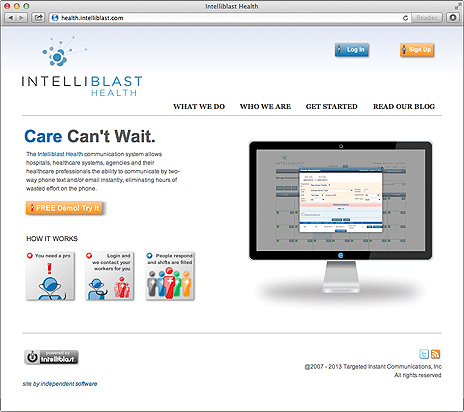 Intelliblast Health
health.intelliblast.com
Reader
INTELLIBLAST
HEALTH
Log In
Sign Up
WHAT WE DO
WHO WE ARE
GET STARTED
READ OUR BLOG
Care Can't Wait.
The Intelliblast Health communication system allows
hospitals, healthcare systems, agencies and their
healthcare professionals the ability to communicate by two-
way phone text and/or email instantly, eliminating hours of
wasted effort on the phone.
FREE Demo! Try It
HOW IT WORKS
You need a pro
Login and
we contact your
workers for you
People respond
and shifts are filled
INTELLIBLAST
powered by
intelliblast.
@2007 - 2013 Targeted Instant Communications, Inc
All rights reserved
site by independent software